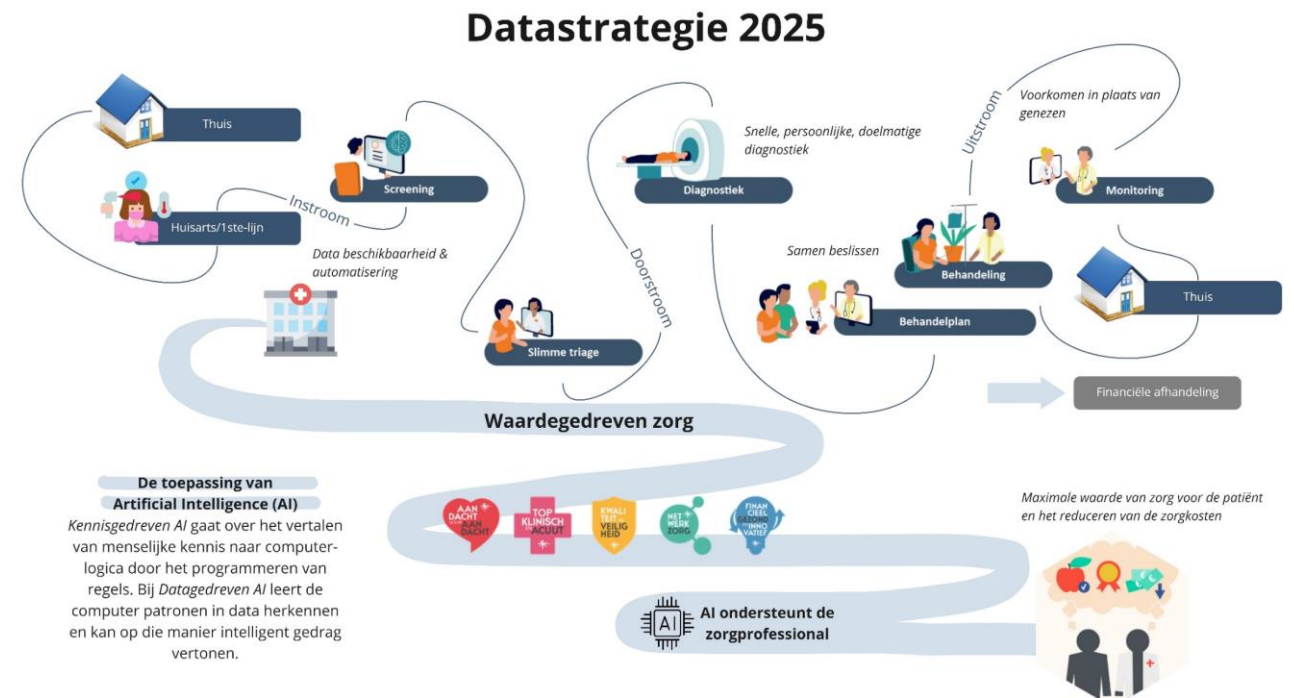 Datastrategie 2025
Thuis
Huisarts/1ste-lijn
Instroom
Screening
Data beschikbaarheid &
automatisering
Slimme triage
Doorstroom
Diagnostiek
Snelle, persoonlijke, doelmatige
diagnostiek
Samen beslissen
Behandelplan
Behandeling
Uitstroom
Voorkomen in plaats van
genezen
Monitoring
Thuis
Financiële afhandeling
Waardegedreven zorg
De toepassing van
Artificial Intelligence (AI)
Kennisgedreven AI gaat over het vertalen
van menselijke kennis naar computer-
logica door het programmeren van
regels. Bij Datagedreven AI leert de
computer patronen in data herkennen
en kan op die manier intelligent gedrag
vertonen.
AAN
DACHT
VOOR
AAN
DACHT
TOP
KLINISCH
EN
ACUUT
KWALI
TEIT EN
VEILIG
HEID
NET
WERK
ZORG
FINAN
CIEEL
GEZOND
EN INNO
VATIEF
AI
AI ondersteunt de
zorgprofessional
Maximale waarde van zorg voor de patiënt
en het reduceren van de zorgkosten